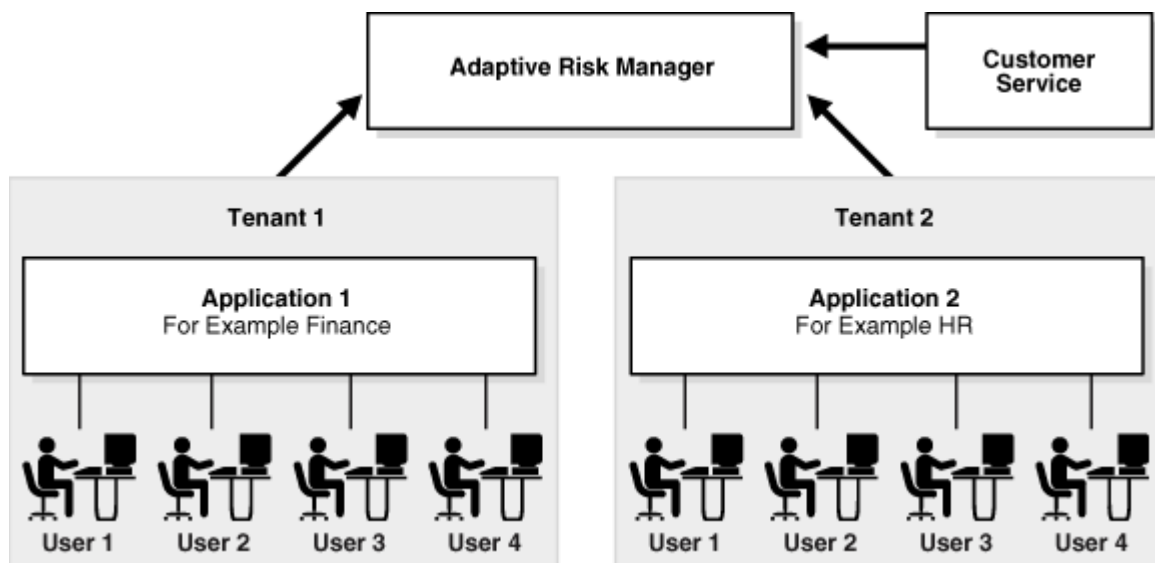 Adaptive Risk Manager
Customer
Service
Tenant 1
Application 1
For Example Finance
User 1
User 2
User 3
User 4
Tenant 2
Application 2
For Example HR
User 1
User 2
User 3
User 4